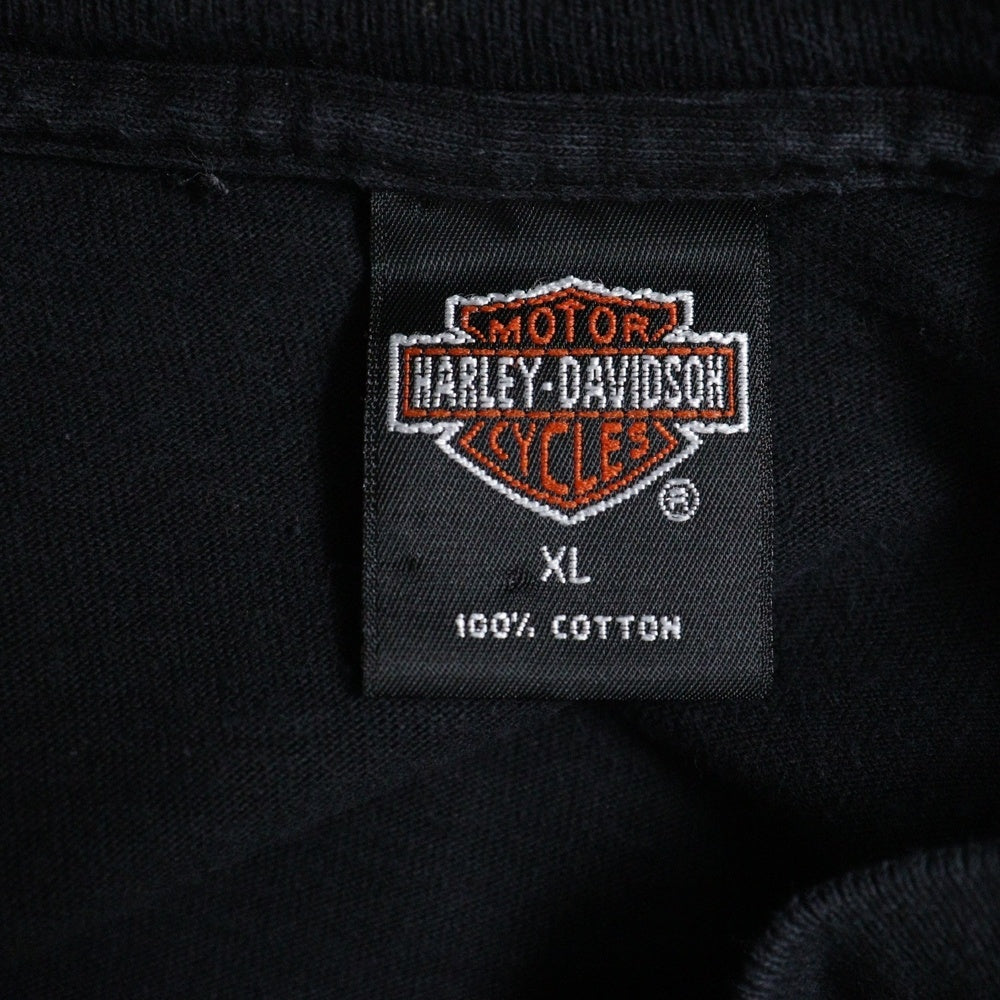 MOTOR
HARLEY-DAVIDSON
CYCLES
®
XL
100% COTTON